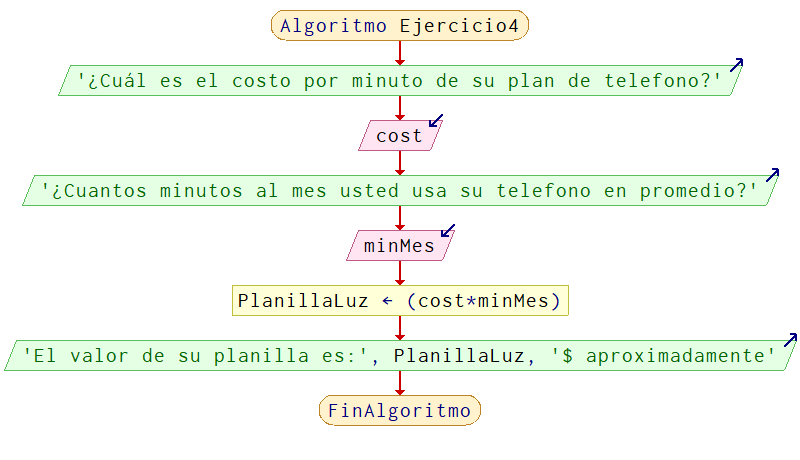 Algoritmo Ejercicio4
'¿Cuál es el costo por minuto de su plan de telefono?'
cost
'¿Cuantos minutos al mes usted usa su telefono en promedio?'
minMes
PlanillaLuz ← (cost*minMes)
'El valor de su planilla es:', PlanillaLuz, '$ aproximadamente'
FinAlgoritmo